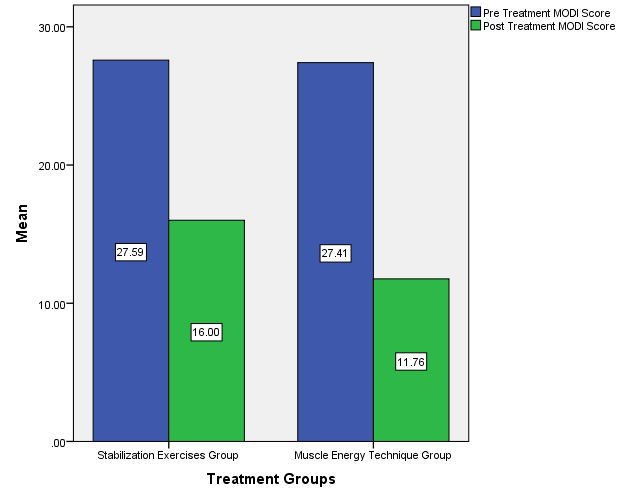 Pre Treatment MODI Score
Post Treatment MODI Score
30.00
20.00
10.00
.00
Mean
27.59
16.00
27.41
11.76
Stabilization Exercises Group
Muscle Energy Technique Group
Treatment Groups